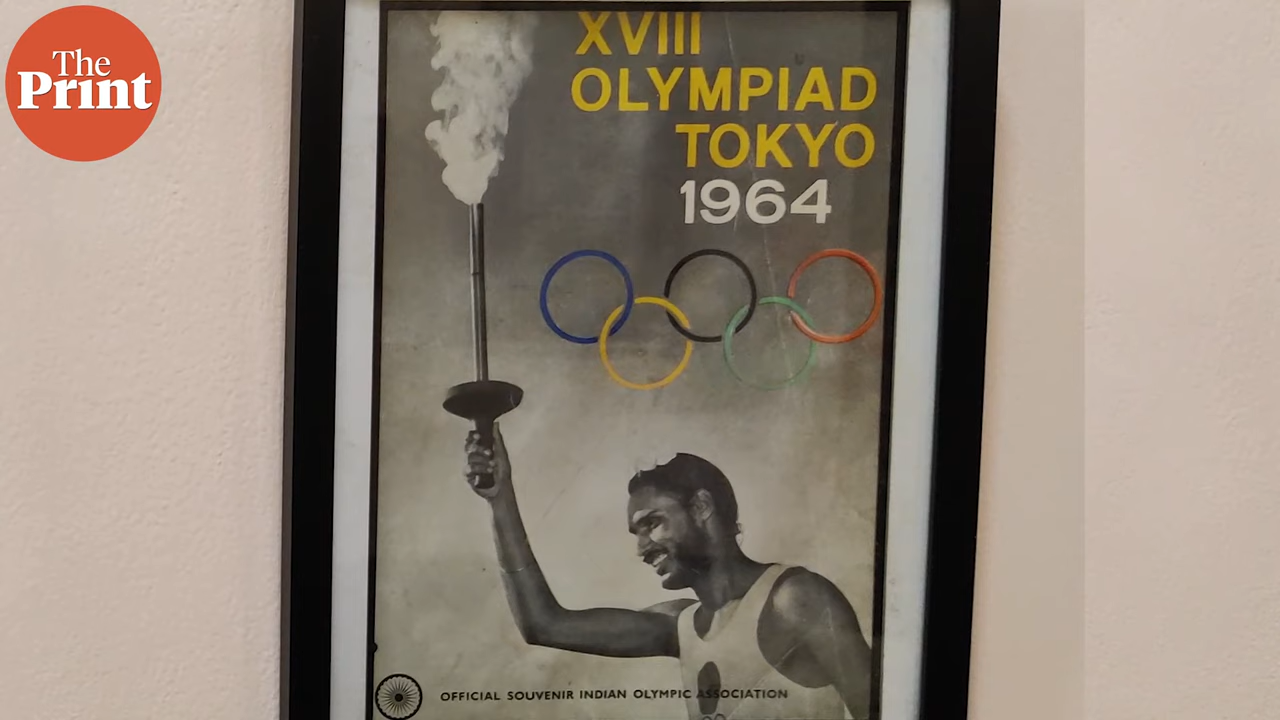 The
Print
XVIII
OLYMPIAD
TOKYO
1964
OFFICIAL SOUVENIR INDIAN OLYMPIC ASSOCIATION